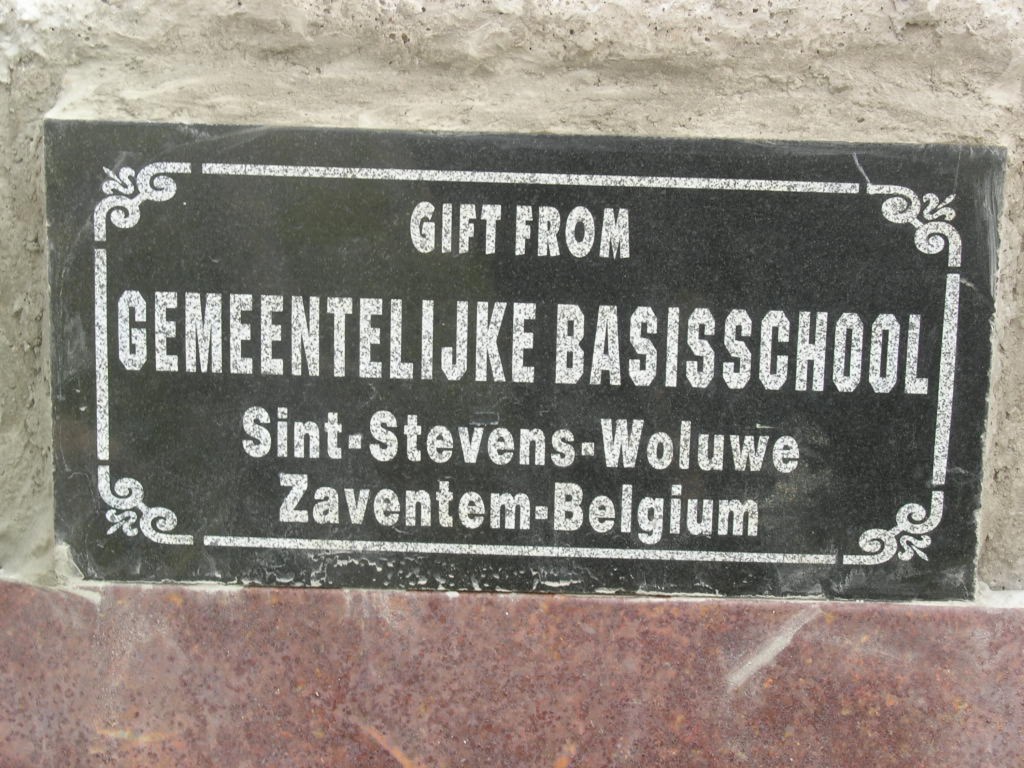 GIFT FROM
GEMEENTELIJKE BASISSCHOOL
Sint-Stevens-Woluwe
Zaventem-Belgium